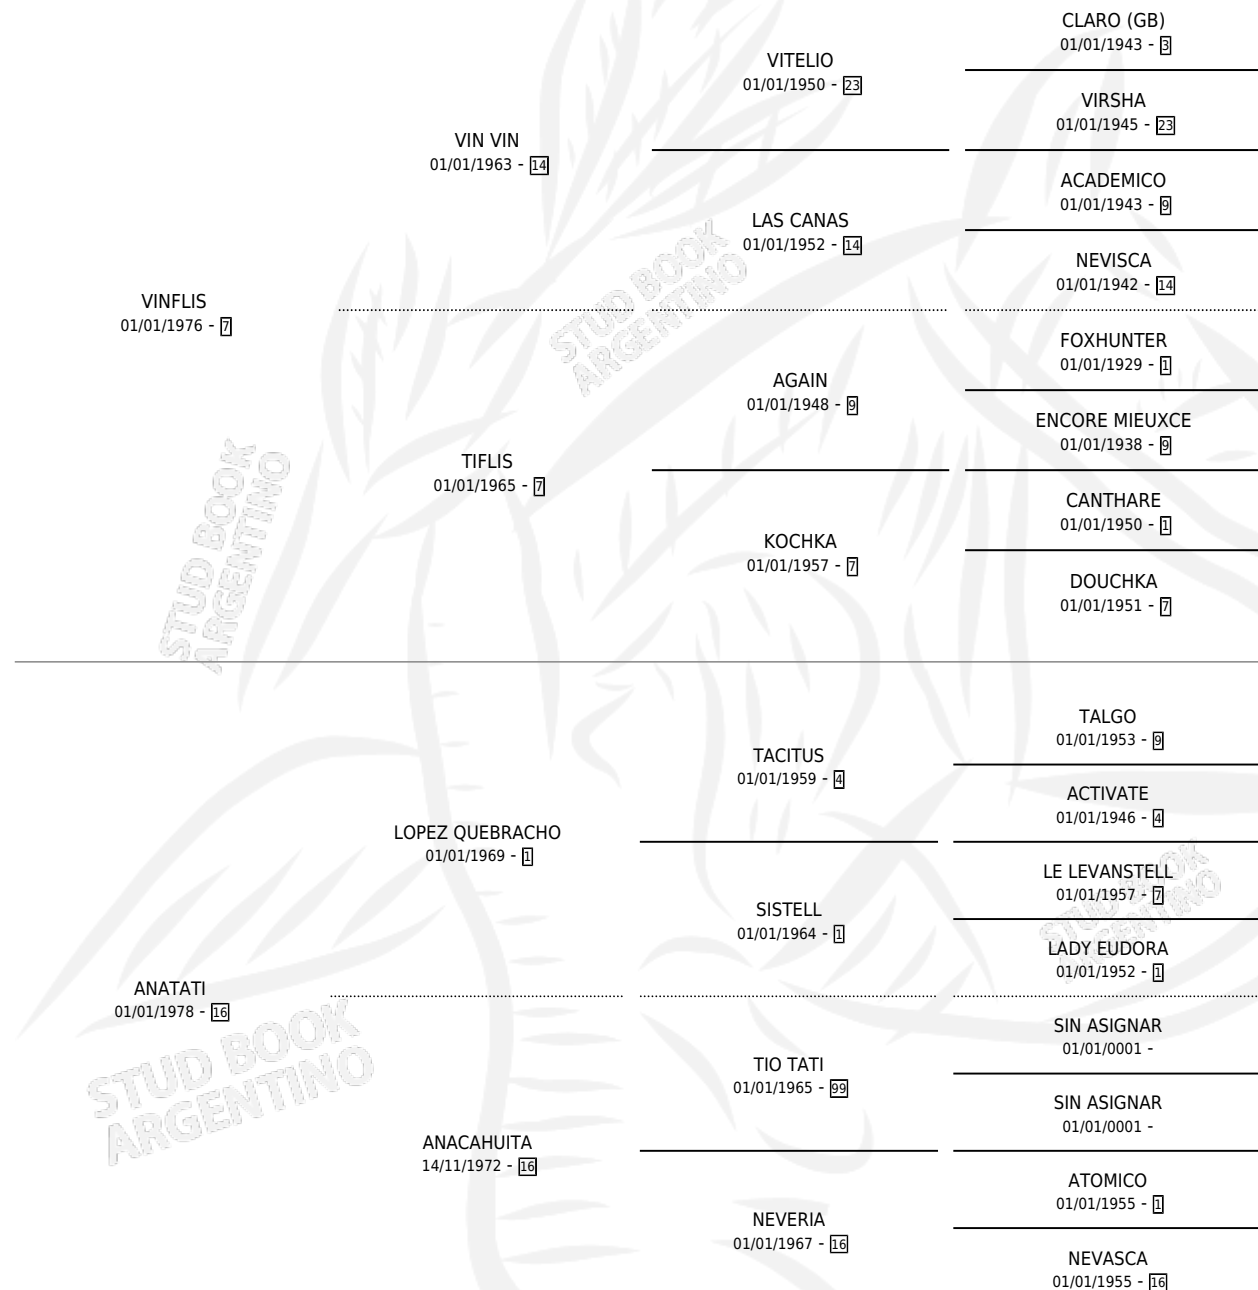 CLARO (GB)
01/01/1943 - 3
VITELIO
01/01/1950 - 23
VIRSHA
01/01/1945 - 23
VIN VIN
01/01/1963 - 14
ACADEMICO
01/01/1943 - 9
LAS CANAS
01/01/1952 - 14
NEVISCA
01/01/1942 - 14
VINFLIS
01/01/1976 - 7
FOXHUNTER
01/01/1929 - 1
AGAIN
01/01/1948 - 9
ENCORE MIEUXCE
01/01/1938 - 9
TIFLIS
01/01/1965 - 7
CANTHARE
01/01/1950 - 1
KOCHKA
01/01/1957 - 7
DOUCHKA
01/01/1951 - 7
STUD BOOK
ARGENTINO
STUD BOOK
ARGENTINO
TALGO
01/01/1953 - 9
TACITUS
01/01/1959 - 4
ACTIVATE
01/01/1946 - 4
LOPEZ QUEBRACHO
01/01/1969 - 1
LE LEVANSTELL
01/01/1957 - 7
SISTELL
01/01/1964 - 1
LADY EUDORA
01/01/1952 - 1
STUD BOOK
ARGENTINO
ANATATI
01/01/1978 - 16
SIN ASIGNAR
01/01/0001 -
TIO TATI
01/01/1965 - 99
SIN ASIGNAR
01/01/0001 -
STUD BOOK
ARGENTINO
ANACAHUITA
14/11/1972 - 16
ATOMICO
01/01/1955 - 1
NEVERIA
01/01/1967 - 16
NEVASCA
01/01/1955 - 16